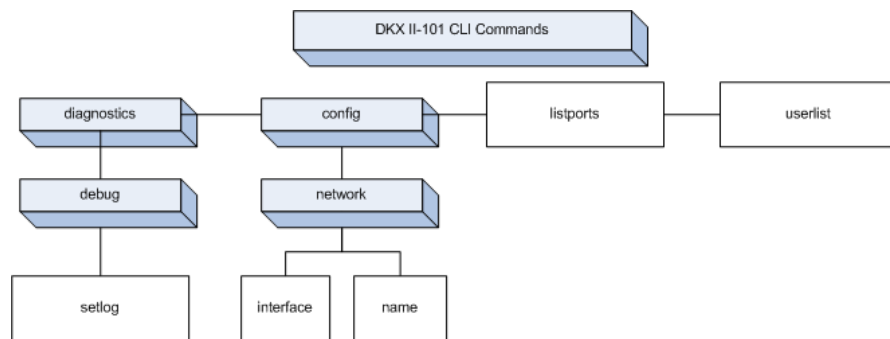 DKX II-101 CLI Commands
diagnostics
config
listports
userlist
debug
network
setlog
interface
name